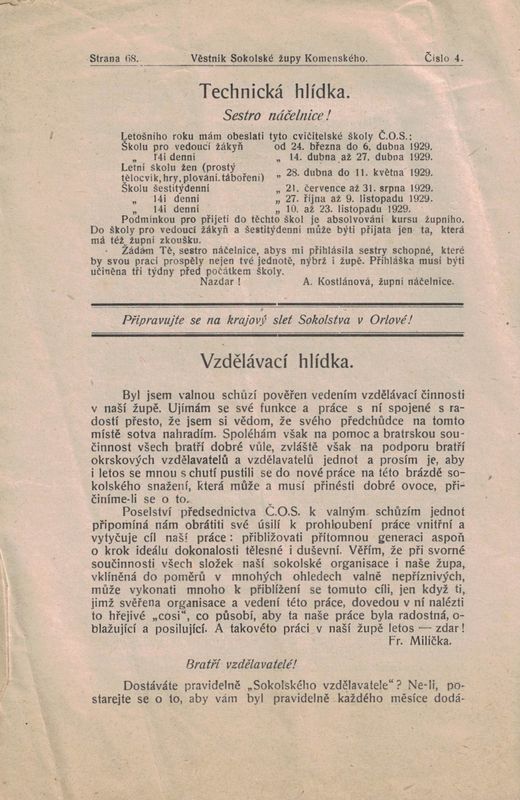 Strana 68. Věstník Sokolské župy Komenského. Číslo 4.
Technická hlídka.
Sestro náčelnice!
Letošního roku mám obeslati tyto cvičitelské školy Č.O.S.:
Školu pro vedoucí žákyň od 24. března do 6. dubna 1929.
„ 14i denní „ 14. dubna až 27. dubna 1929.
Letní školu žen (prostý
tělocvik, hry, plování, táboření) „ 28. dubna do 11. května 1929.
Školu šestitýdenní „ 21. července až 31. srpna 1929.
„ 14i denní „ 27. října až 9. listopadu 1929.
„ 14i denní „ 10. až 23. listopadu 1929.
Podmínkou pro přijetí do těchto škol je absolvování kursu župního.
Do školy pro vedoucí žákyň a šestitýdenní může býti přijata jen ta, která
má též župní zkoušku.
Žádám Tě, sestro náčelnice, abys mi přihlásila sestry schopné, které
by svou prací prospěly nejen tvé jednotě, nýbrž i župě. Přihláška musí býti
učiněna tři týdny před počátkem školy.
Nazdar! A. Kostlánová, župní náčelnice.
Připravujte se na krajový slet Sokolstva v Orlové!
Vzdělávací hlídka.
Byl jsem valnou schůzí pověřen vedením vzdělávací činnosti
v naší župě. Ujímám se své funkce a práce s ní spojené s ra-
dostí přesto, že jsem si vědom, že svého předchůdce na tomto
místě sotva nahradím. Spoléhám však na pomoc a bratrskou sou-
činnost všech bratří dobré vůle, zvláště však na podporu bratří
okrskových vzdělavatelů a vzdělavatelů jednot a prosím je, aby
i letos se mnou s chutí pustili se do nové práce na této brázdě so-
kolského snažení, která může a musí přinésti dobré ovoce, při-
činíme-li se o to.
Poselství předsednictva Č.O.S. k valným schůzím jednot
připomíná nám obrátiti své úsilí k prohloubení práce vnitřní a
vytyčuje cíl naší práce: přibližovati přítomnou generaci aspoň
o krok ideálu dokonalosti tělesné i duševní. Věřím, že při svorné
součinnosti všech složek naší sokolské organisace i naše župa,
vklíněná do poměrů v mnohých ohledech valně nepříznivých,
může vykonati mnoho k přiblížení se tomuto cíli, jen když ti,
jimž svěřena organisace a vedení této práce, dovedou v ní nalézti
to hřejivé „cosi“, co působí, aby ta naše práce byla radostná, o-
blažující a posilující. A takovéto práci v naší župě letos — zdar!
Fr. Milička.
Bratří vzdělavatelé!
Dostáváte pravidelně „Sokolského vzdělavatele“? Ne-li, po-
starejte se o to, aby vám byl pravidelně každého měsíce dodá-